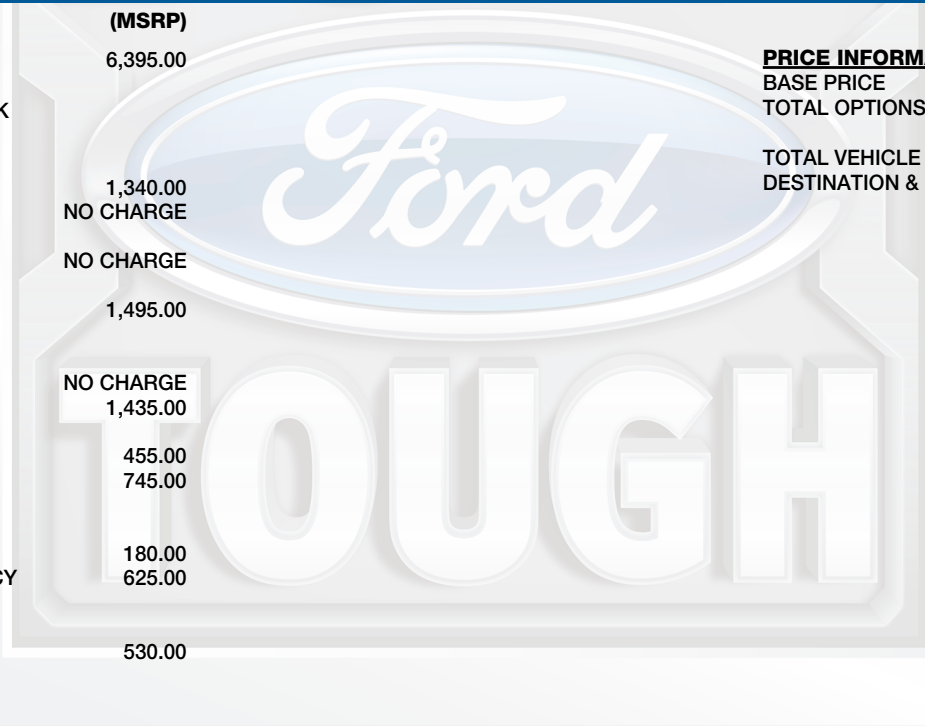 (MSRP)
6,395.00
K
1,340.00
NO CHARGE
NO CHARGE
1,495.00
NO CHARGE
1,435.00
455.00
745.00
180.00
CY
625.00
530.00
PRICE INFORMA
BASE PRICE
TOTAL OPTIONS
TOTAL VEHICLE
DESTINATION &
Ford
TOUGH